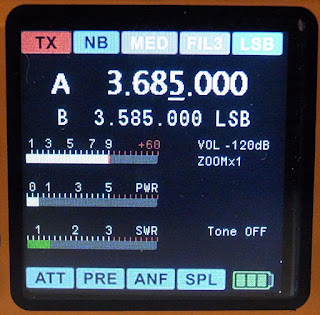 TX NB MED FIL3 LSB
A 3.685.000
B 3.585.000 LSB
1 3 5 7 9 +60 VOL -120dB
ZOOMx1
0 1 3 5 PWR
1 2 3 SWR Tone OFF
ATT PRE ANF SPL